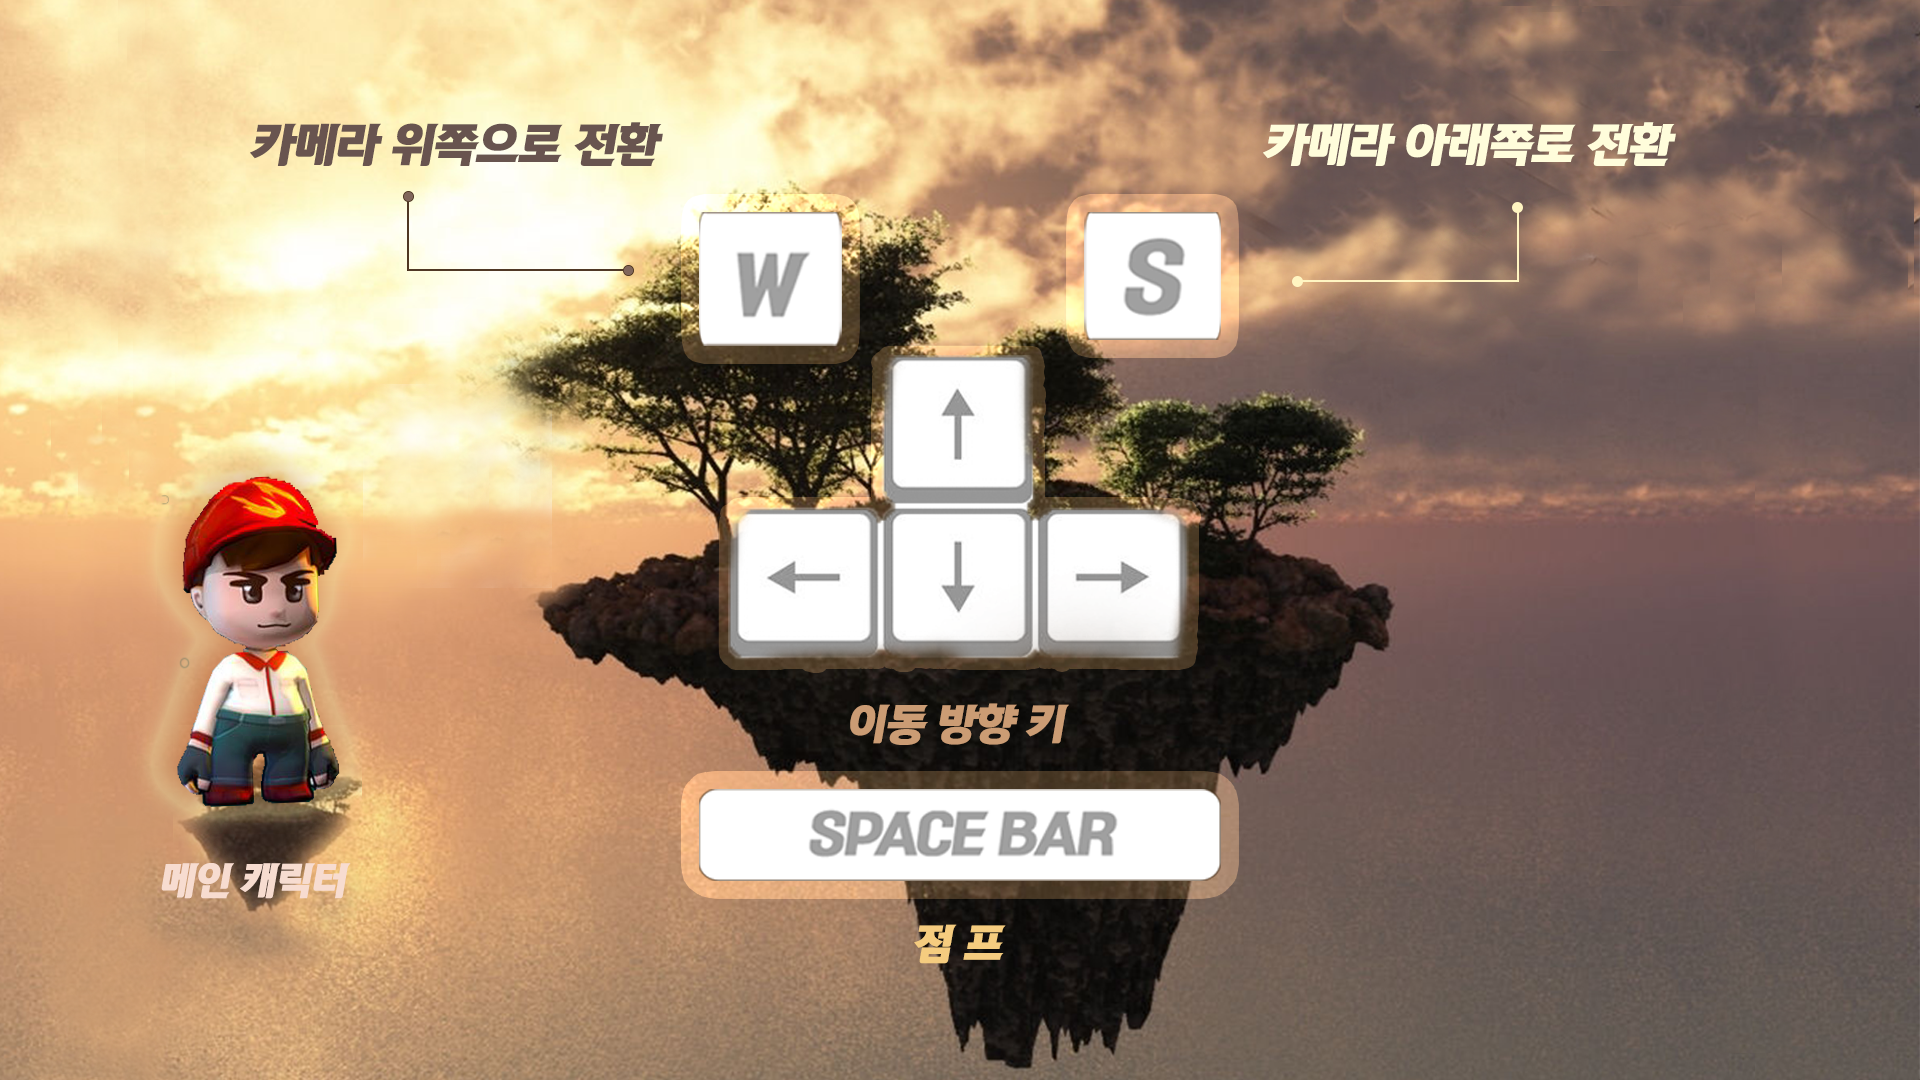 카메라 위쪽으로 전환
카메라 아래쪽로 전환
W
S
↑
← ↓ →
이동 방향 키
SPACE BAR
메인 캐릭터
점 프